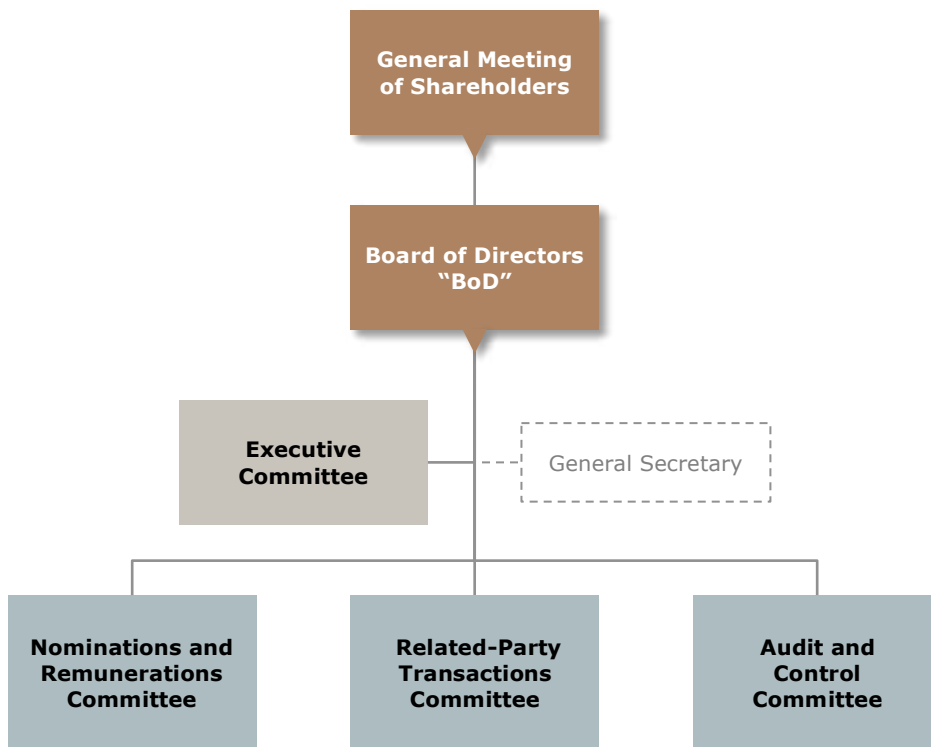 General Meeting
of Shareholders
Board of Directors
“BoD”
Executive
Committee
General Secretary
Nominations and
Remunerations
Committee
Related-Party
Transactions
Committee
Audit and
Control
Committee